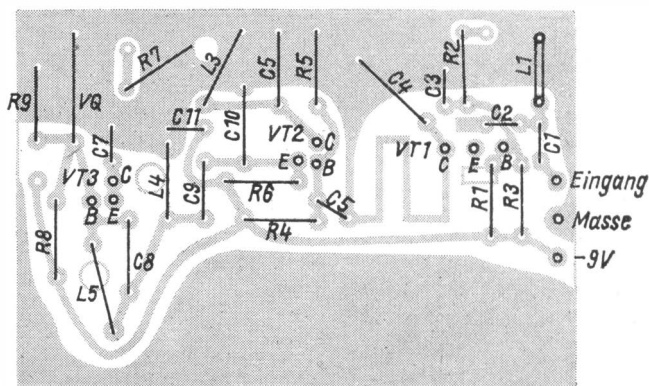 R7
L3
C5
R5
C4
C3
R2
L1
R9
VQ
C7
C11
C10
VT2
C
E
B
C2
C1
VT1
C
E
B
VT3
C
B
E
L4
C9
R6
C5
R1
R3
Eingang
R8
R4
Masse
L5
C8
-9V